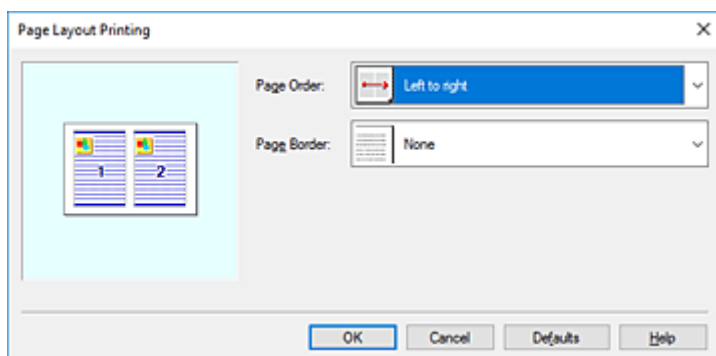 Page Layout Printing
Page Order: Left to right
1 2
Page Border: None
OK Cancel Defaults Help